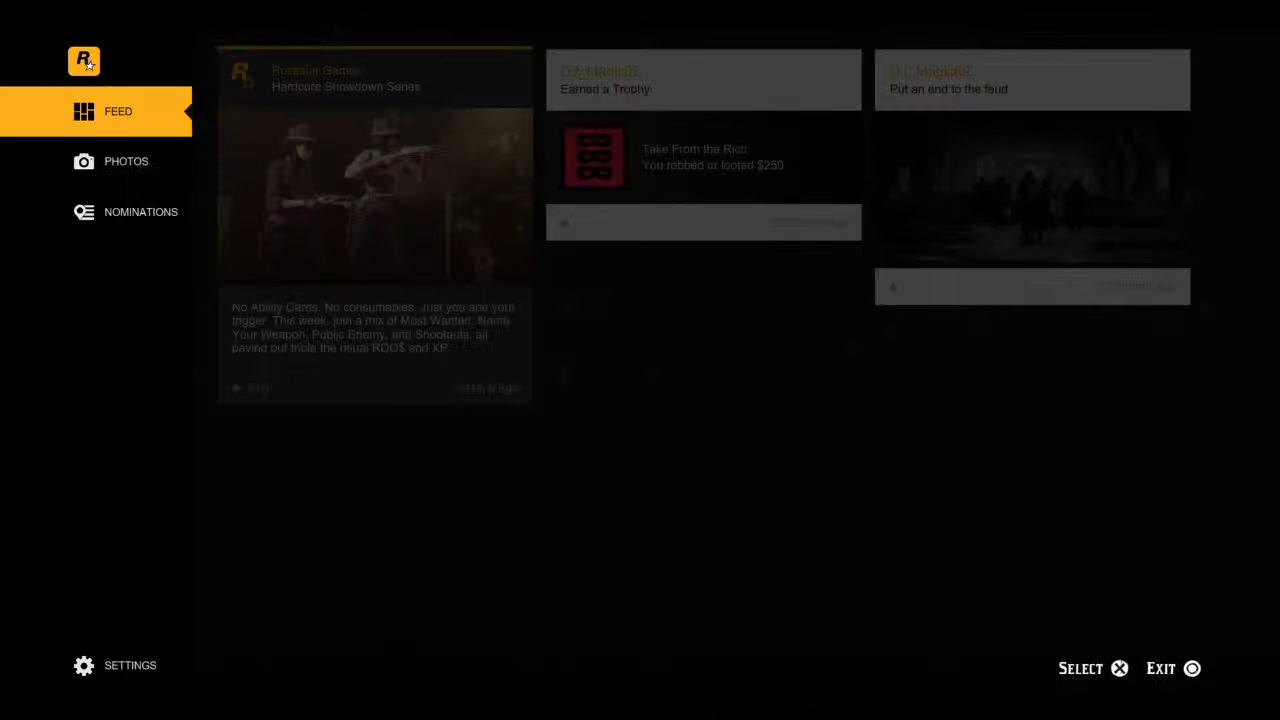 FEED
PHOTOS
NOMINATIONS
SETTINGS
Rockstar Games
Hardcore Showdown Series
No Ability Cards. No consumables. Just you and your
trigger. This week, join a mix of Most Wanted, Name
Your Weapon, Public Enemy, and Shootouts, all
paying out triple the usual RDO$ and XP.
Earned a Trophy
Take From the Rich
You robbed or looted $250
Put an end to the feud
SELECT
EXIT